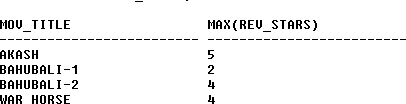 MOV_TITLE MAX(REV_STARS)
-------------------- --------------------
AKASH 5
BAHUBALI-1 2
BAHUBALI-2 4
WAR HORSE 4